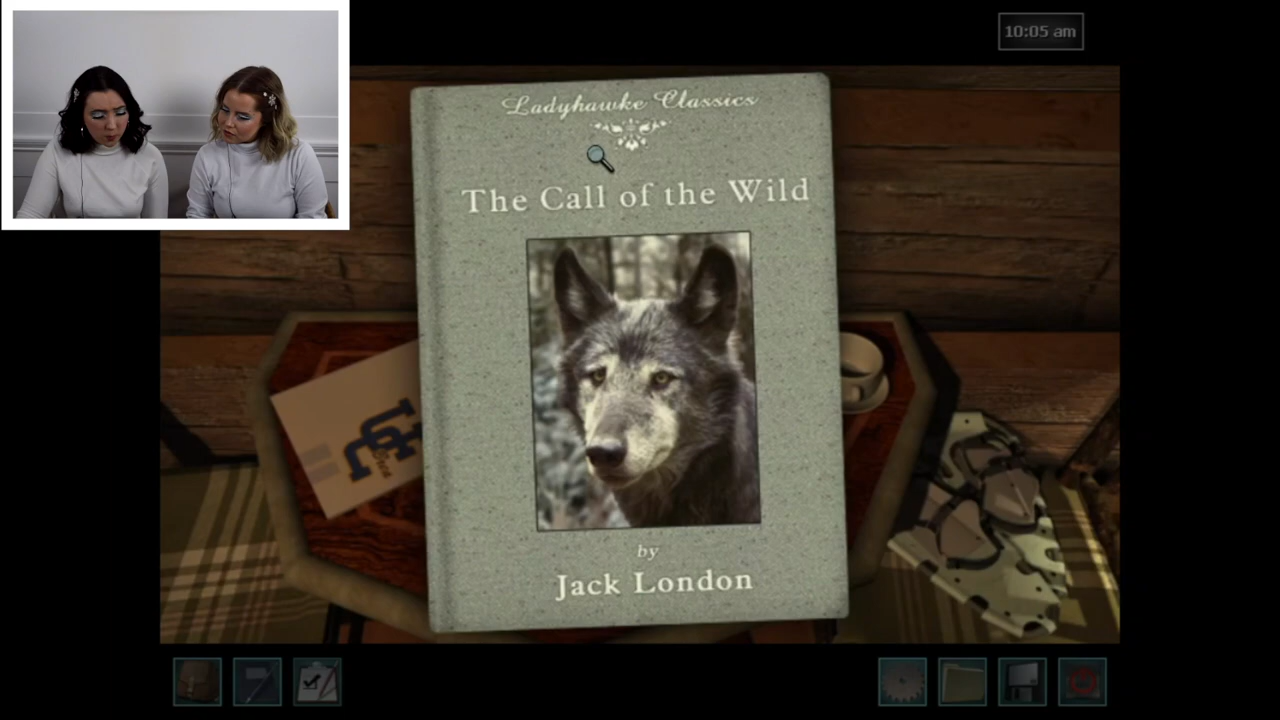 10:05 am
Ladyhawke Classics
The Call of the Wild
by
Jack London